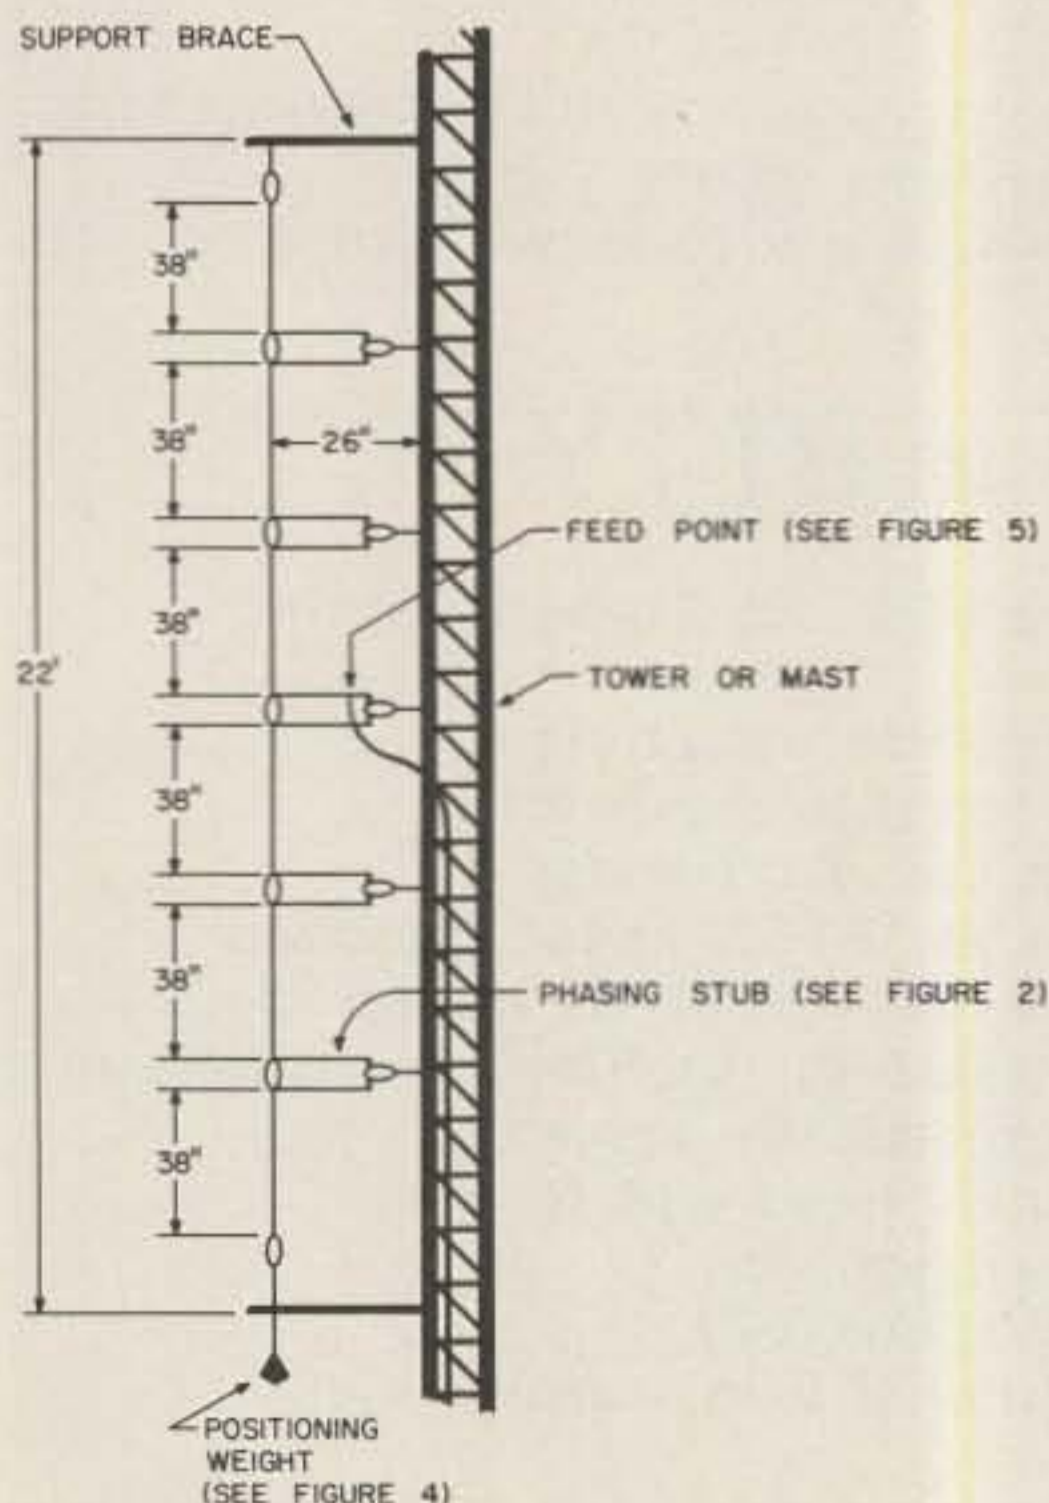 SUPPORT BRACE
38"
38"
26"
FEED POINT (SEE FIGURE 5)
38"
22'
TOWER OR MAST
38"
38"
PHASING STUB (SEE FIGURE 2)
38"
POSITIONING
WEIGHT
(SEE FIGURE 4)